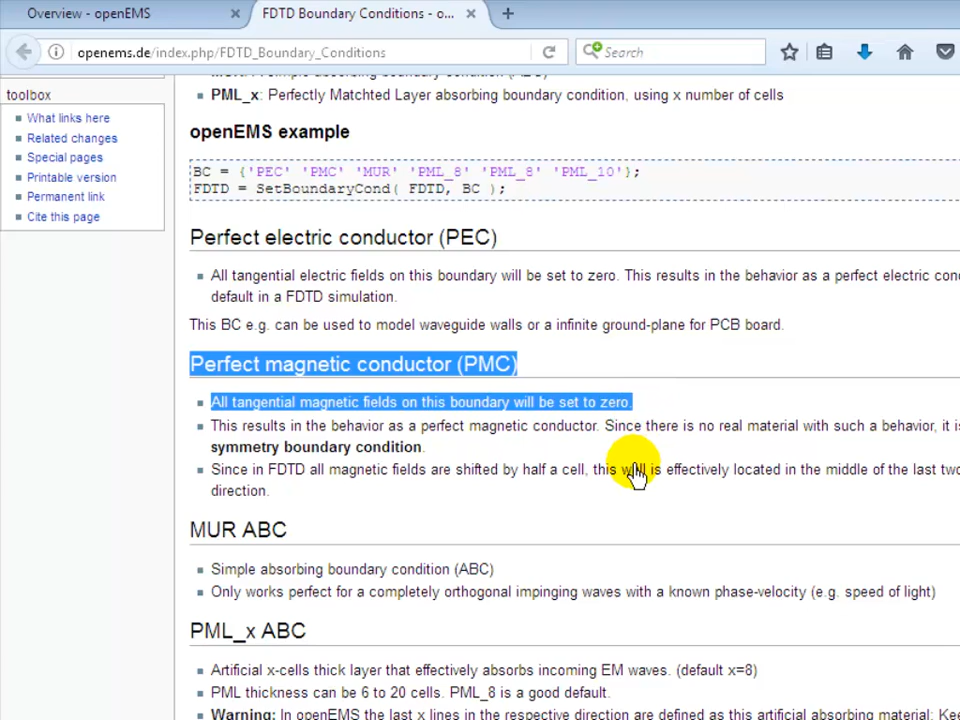 Overview - openEMS
FDTD Boundary Conditions - o...
openems.de/index.php/FDTD_Boundary_Conditions
Search
toolbox
What links here
Related changes
Special pages
Printable version
Permanent link
Cite this page
PML_x: Perfectly Matchted Layer absorbing boundary condition, using x number of cells
openEMS example
BC = {'PEC' 'PMC' 'MUR' 'PML_8' 'PML_8' 'PML_10'};
FDTD = SetBoundaryCond( FDTD, BC );
Perfect electric conductor (PEC)
All tangential electric fields on this boundary will be set to zero. This results in the behavior as a perfect electric con
default in a FDTD simulation.
This BC e.g. can be used to model waveguide walls or a infinite ground-plane for PCB board.
Perfect magnetic conductor (PMC)
All tangential magnetic fields on this boundary will be set to zero.
This results in the behavior as a perfect magnetic conductor. Since there is no real material with such a behavior, it i
symmetry boundary condition.
Since in FDTD all magnetic fields are shifted by half a cell, this wall is effectively located in the middle of the last two
direction.
MUR ABC
Simple absorbing boundary condition (ABC)
Only works perfect for a completely orthogonal impinging waves with a known phase-velocity (e.g. speed of light)
PML_x ABC
Artificial x-cells thick layer that effectively absorbs incoming EM waves. (default x=8)
PML thickness can be 6 to 20 cells. PML_8 is a good default.
Warning: In openEMS the last x lines in the respective direction are defined as this artificial absorbing material; Kee